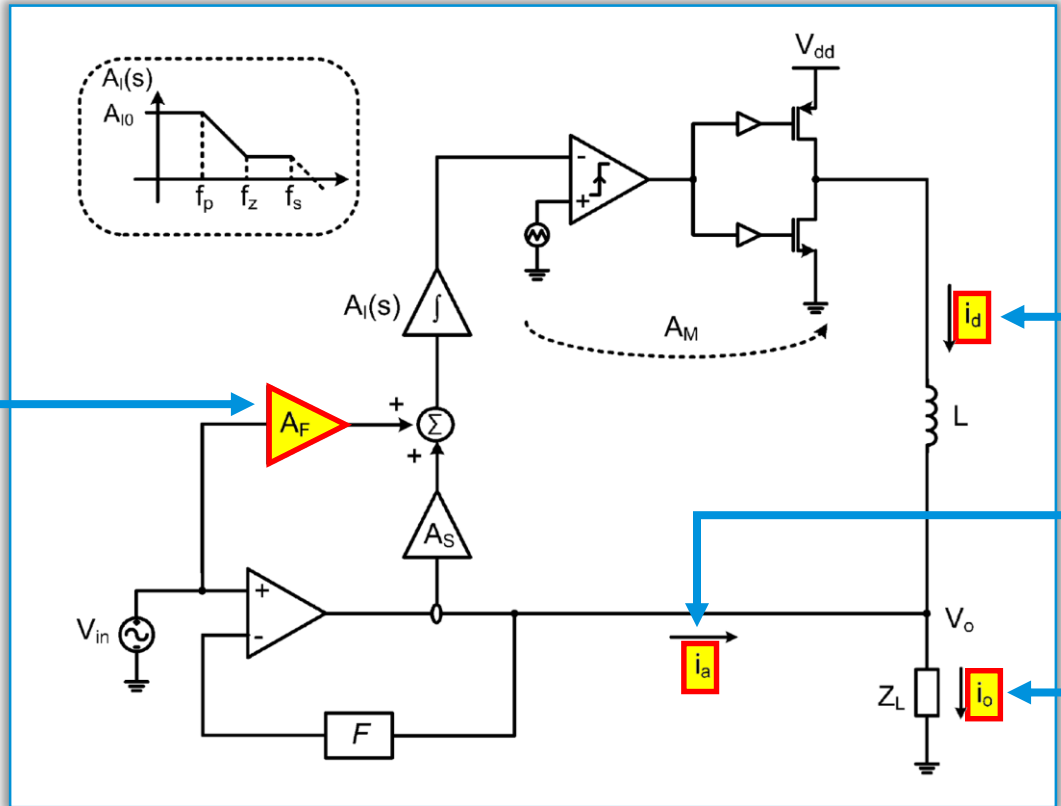 A_I(s)
A_I0
f_p f_z f_s
V_dd
-
+
A_I(s) ∫
A_M
i_d
L
A_F
+
Σ
+
A_S
V_in
+
-
i_a
V_o
Z_L i_o
F